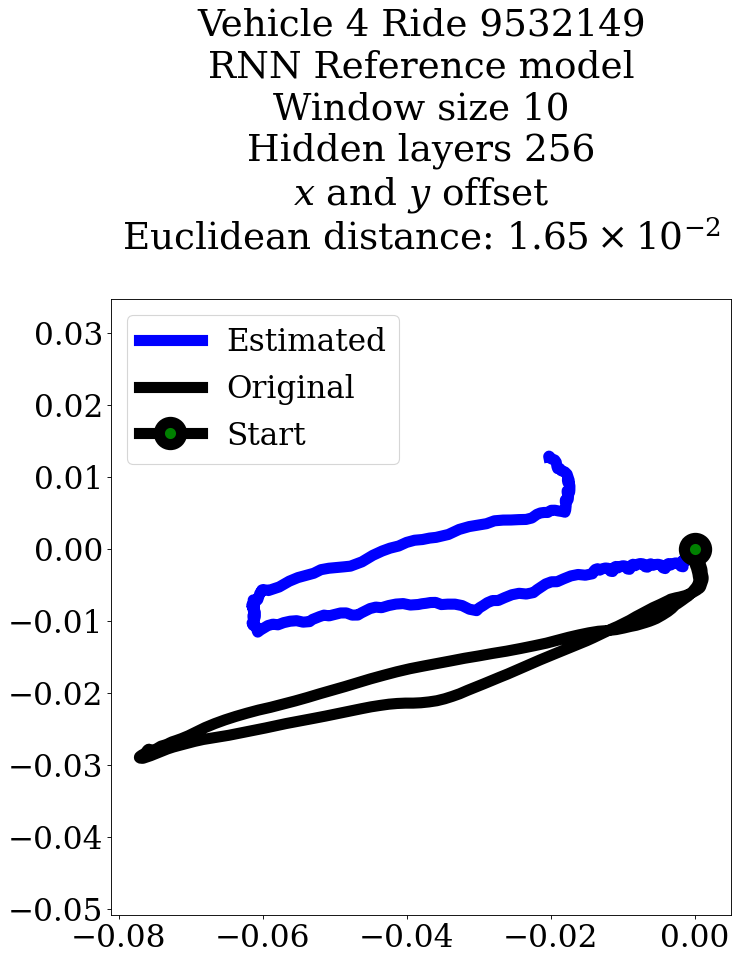 Vehicle 4 Ride 9532149
RNN Reference model
Window size 10
Hidden layers 256
x and y offset
Euclidean distance: 1.65 × 10⁻²
Estimated
Original
Start
0.03
0.02
0.01
0.00
−0.01
−0.02
−0.03
−0.04
−0.05
−0.08 −0.06 −0.04 −0.02 0.00